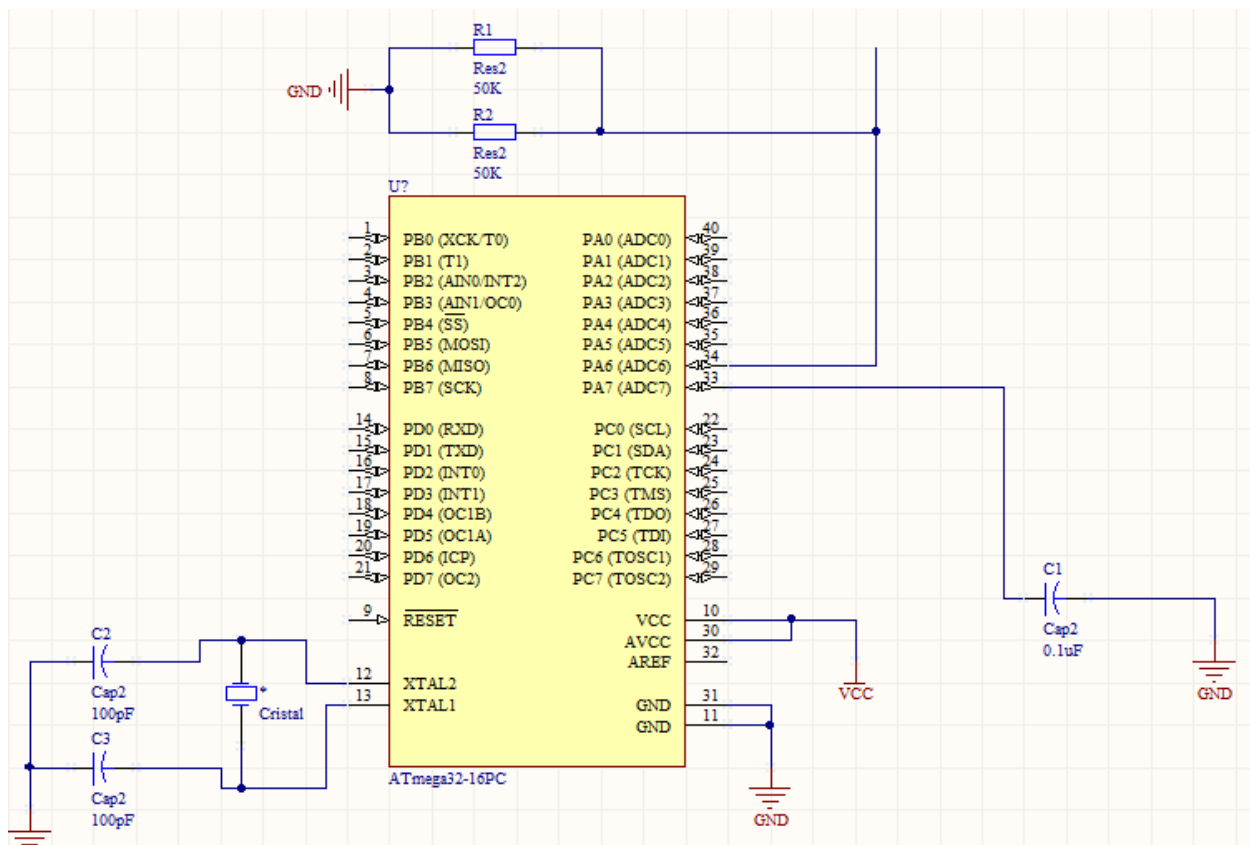 R1
Res2
50K
GND
R2
Res2
50K
U?
1 PB0 (XCK/T0) PA0 (ADC0) 40
2 PB1 (T1) PA1 (ADC1) 39
3 PB2 (AIN0/INT2) PA2 (ADC2) 38
4 PB3 (AIN1/OC0) PA3 (ADC3) 37
5 PB4 (SS) PA4 (ADC4) 36
6 PB5 (MOSI) PA5 (ADC5) 35
7 PB6 (MISO) PA6 (ADC6) 34
8 PB7 (SCK) PA7 (ADC7) 33
14 PD0 (RXD) PC0 (SCL) 22
15 PD1 (TXD) PC1 (SDA) 23
16 PD2 (INT0) PC2 (TCK) 24
17 PD3 (INT1) PC3 (TMS) 25
18 PD4 (OC1B) PC4 (TDO) 26
19 PD5 (OC1A) PC5 (TDI) 27
20 PD6 (ICP) PC6 (TOSC1) 28
21 PD7 (OC2) PC7 (TOSC2) 29
9 RESET VCC 10
AVCC 30
AREF 32
12 XTAL2
13 XTAL1 GND 31
GND 11
ATmega32-16PC
C1
Cap2
0.1uF
GND
VCC
GND
C2
Cap2
100pF
*
Cristal
C3
Cap2
100pF